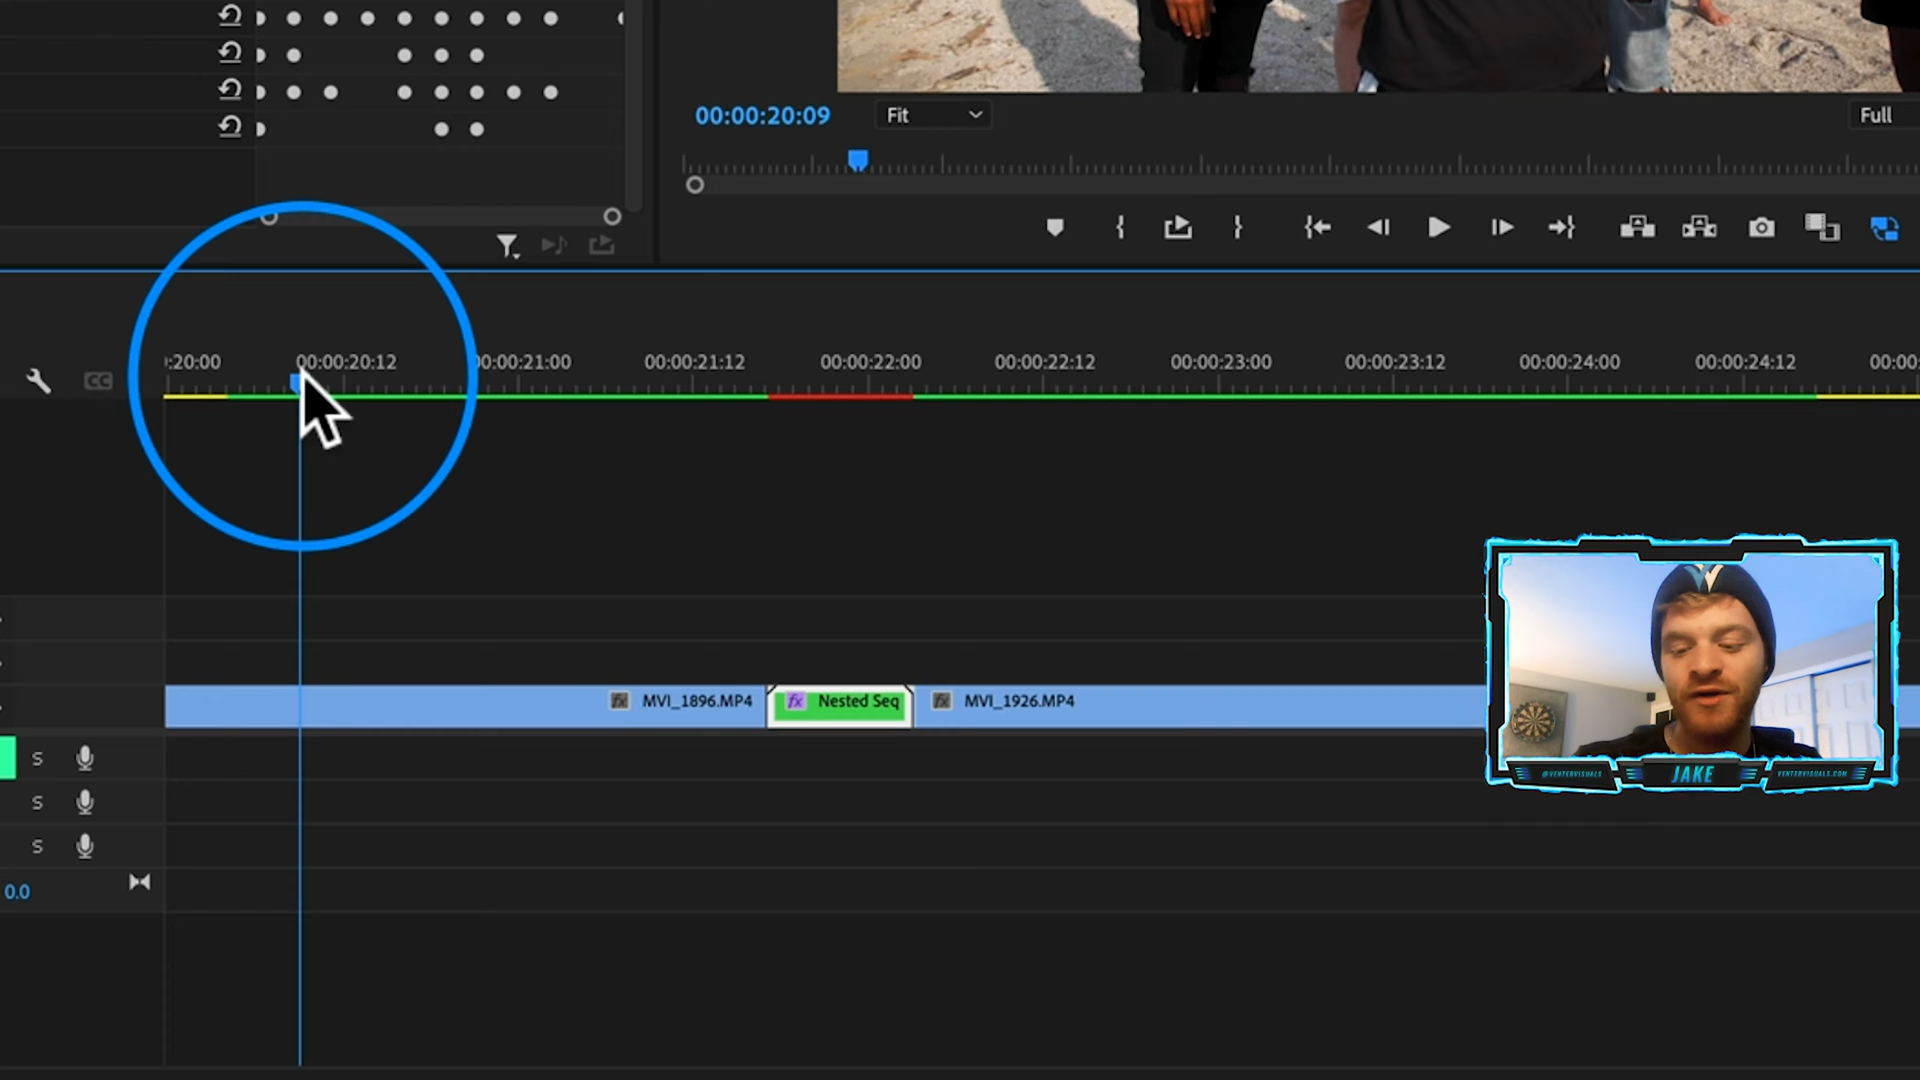 00:00:20:09
Fit
Full
:20:00
00:00:20:12
00:00:21:00
00:00:21:12
00:00:22:00
00:00:22:12
00:00:23:00
00:00:23:12
00:00:24:00
00:00:24:12
00:00:
CC
fx MVI_1896.MP4
fx Nested Seq
fx MVI_1926.MP4
S
S
S
0.0
@VENTERVISUALS
JAKE
VENTERVISUALS.COM